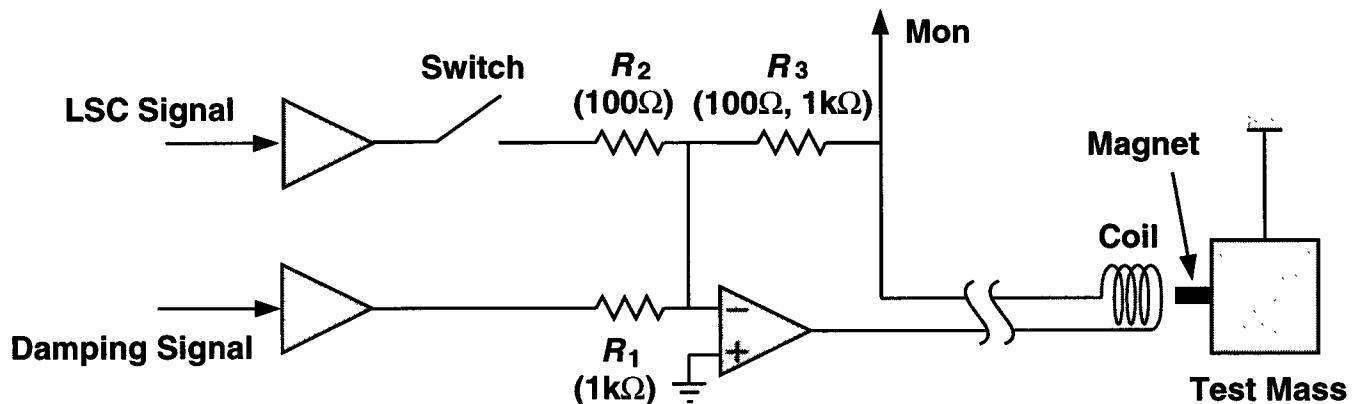 Mon
Switch
R2
(100Ω)
R3
(100Ω, 1kΩ)
LSC Signal
Magnet
Coil
−
+
Damping Signal
R1
(1kΩ)
Test Mass